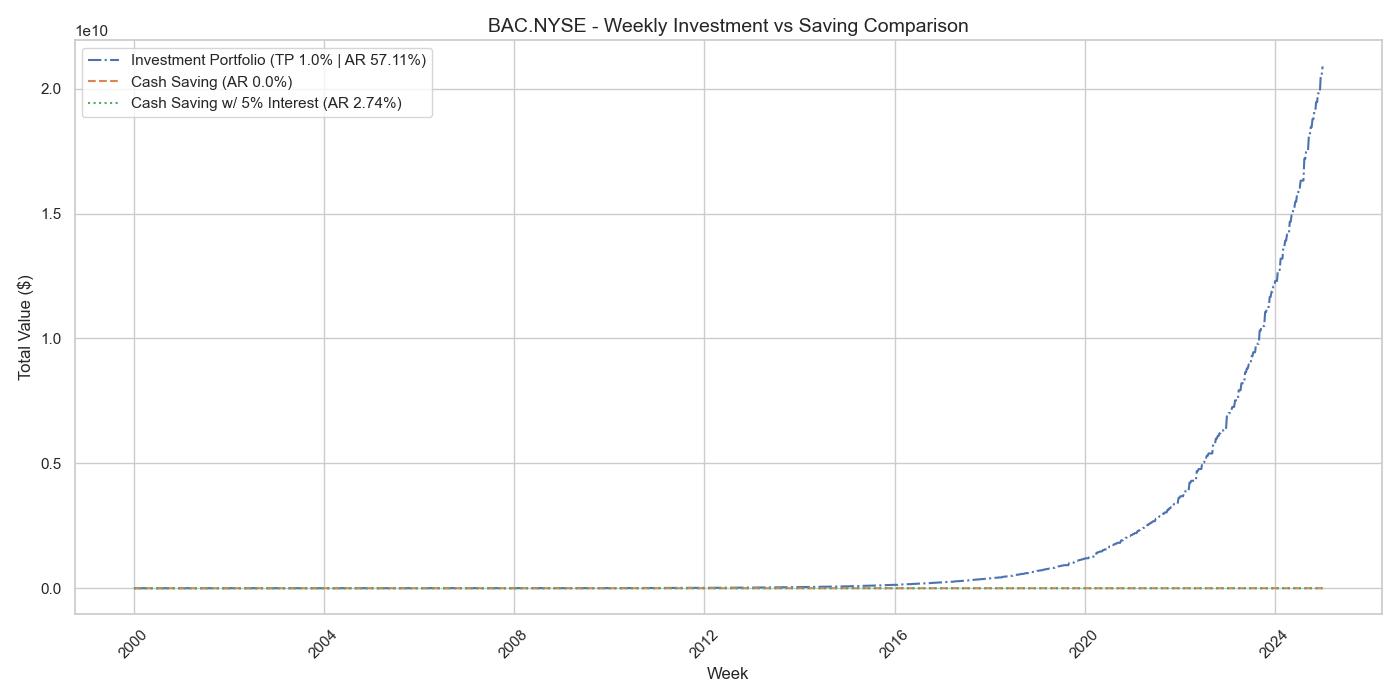 BAC.NYSE - Weekly Investment vs Saving Comparison
1e10
Investment Portfolio (TP 1.0% | AR 57.11%)
Cash Saving (AR 0.0%)
Cash Saving w/ 5% Interest (AR 2.74%)
Total Value ($)
2.0
1.5
1.0
0.5
0.0
2000 2004 2008 2012 2016 2020 2024
Week